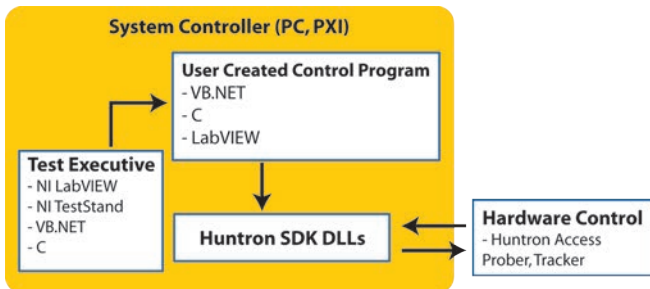 System Controller (PC, PXI)
User Created Control Program
- VB.NET
- C
- LabVIEW
Test Executive
- NI LabVIEW
- NI TestStand
- VB.NET
- C
Huntron SDK DLLs
Hardware Control
- Huntron Access
Prober, Tracker